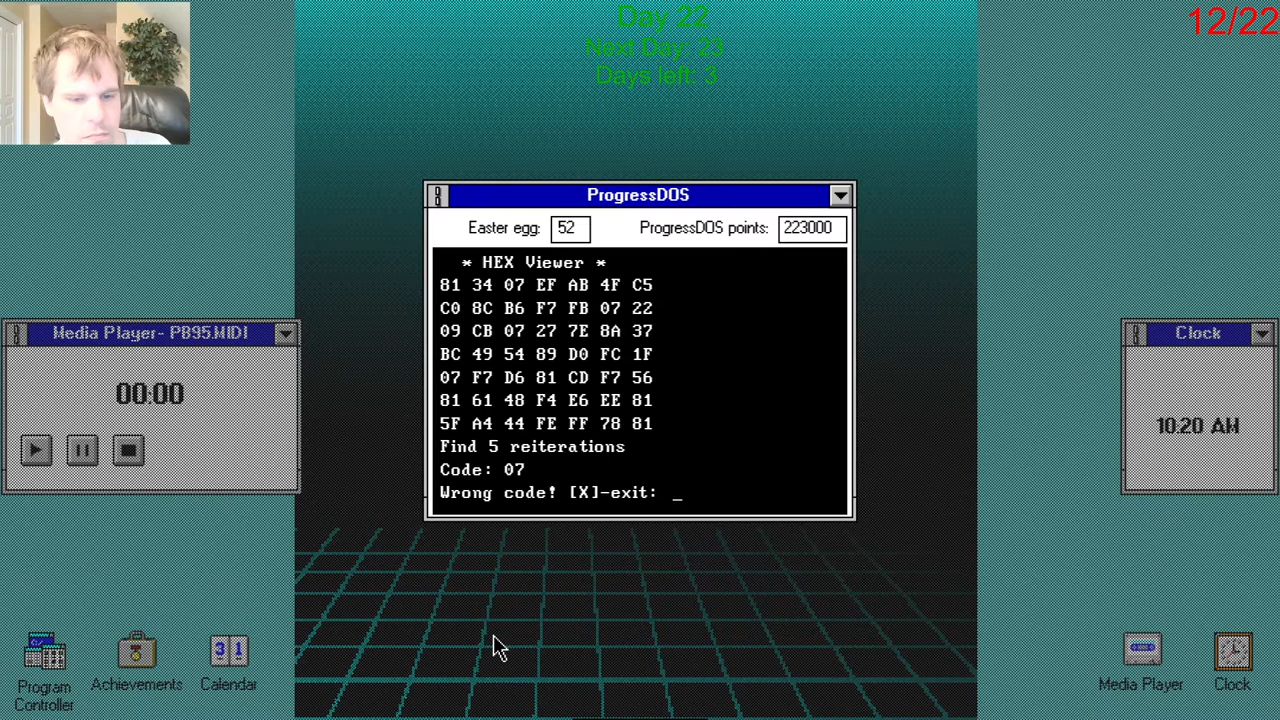 Day 22
Next Day: 23
Days left: 3
12/22
ProgressDOS
Easter egg: 52 ProgressDOS points: 223000
* HEX Viewer *
81 34 07 EF AB 4F C5
C0 8C B6 F7 FB 07 22
09 CB 07 27 7E 8A 37
BC 49 54 89 D0 FC 1F
07 F7 D6 81 CD F7 56
81 61 48 F4 E6 EE 81
5F A4 44 FE FF 78 81
Find 5 reiterations
Code: 07
Wrong code! [X]-exit: _
Media Player- PB95.MIDI
00:00
Clock
10:20 AM
Program
Controller
Achievements
31
Calendar
Media Player
Clock